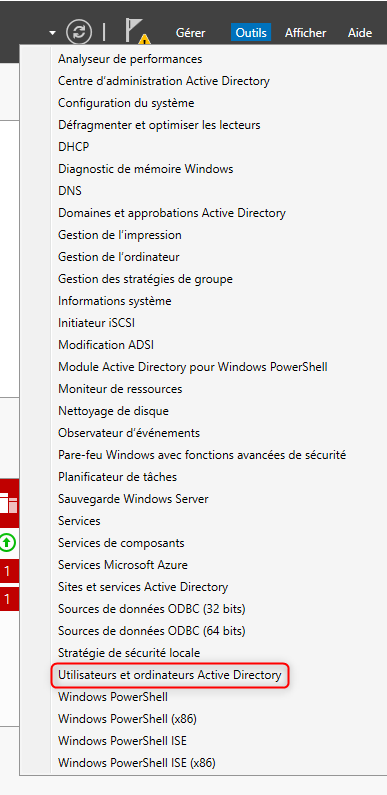 Gérer Outils Afficher Aide
Analyseur de performances
Centre d'administration Active Directory
Configuration du système
Défragmenter et optimiser les lecteurs
DHCP
Diagnostic de mémoire Windows
DNS
Domaines et approbations Active Directory
Gestion de l'impression
Gestion de l'ordinateur
Gestion des stratégies de groupe
Informations système
Initiateur iSCSI
Modification ADSI
Module Active Directory pour Windows PowerShell
Moniteur de ressources
Nettoyage de disque
Observateur d'événements
Pare-feu Windows avec fonctions avancées de sécurité
Planificateur de tâches
Sauvegarde Windows Server
Services
Services de composants
1
Services Microsoft Azure
Sites et services Active Directory
1
Sources de données ODBC (32 bits)
Sources de données ODBC (64 bits)
Stratégie de sécurité locale
Utilisateurs et ordinateurs Active Directory
Windows PowerShell
Windows PowerShell (x86)
Windows PowerShell ISE
Windows PowerShell ISE (x86)